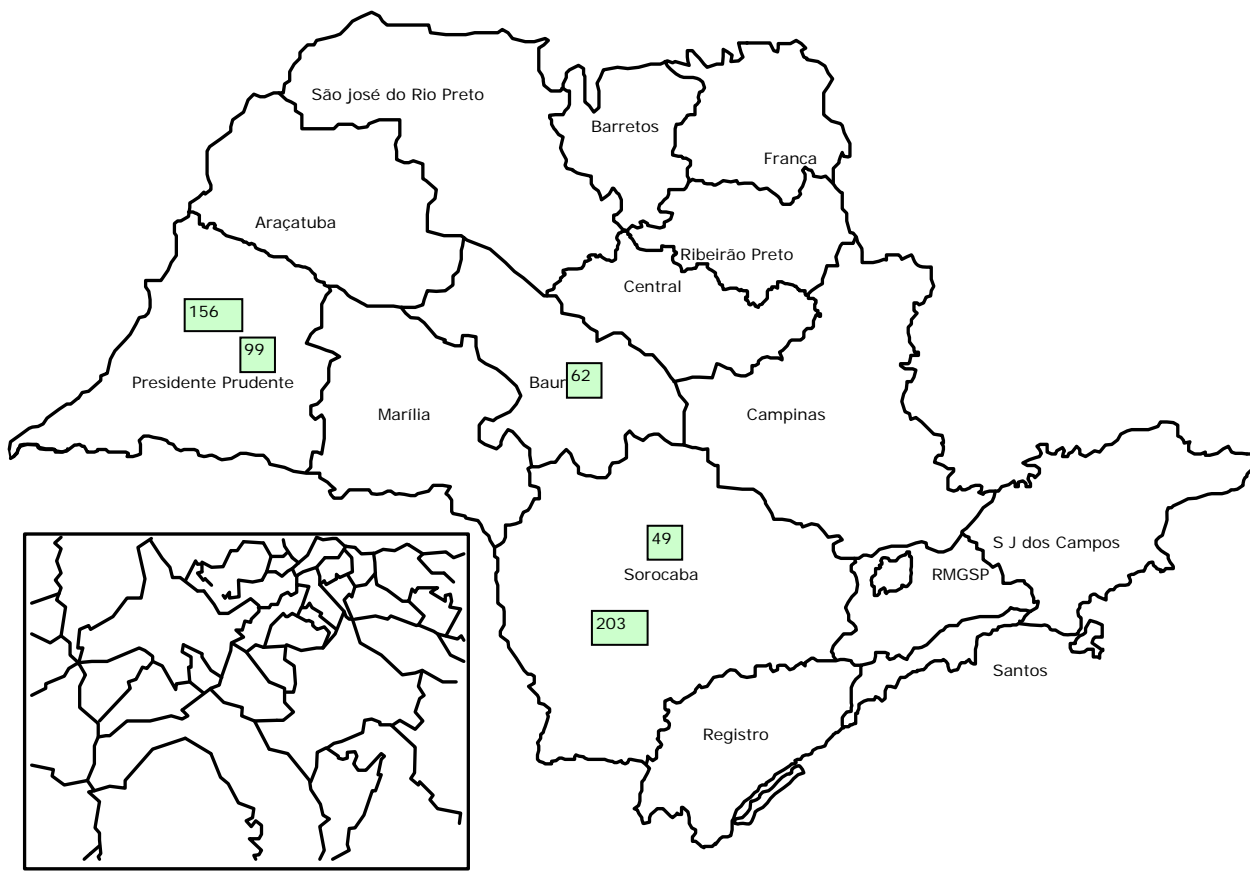 São josé do Rio Preto
Barretos
Franca
Araçatuba
Ribeirão Preto
Central
156
99
Presidente Prudente
Baur
62
Marília
Campinas
49
Sorocaba
S J dos Campos
RMGSP
203
Santos
Registro